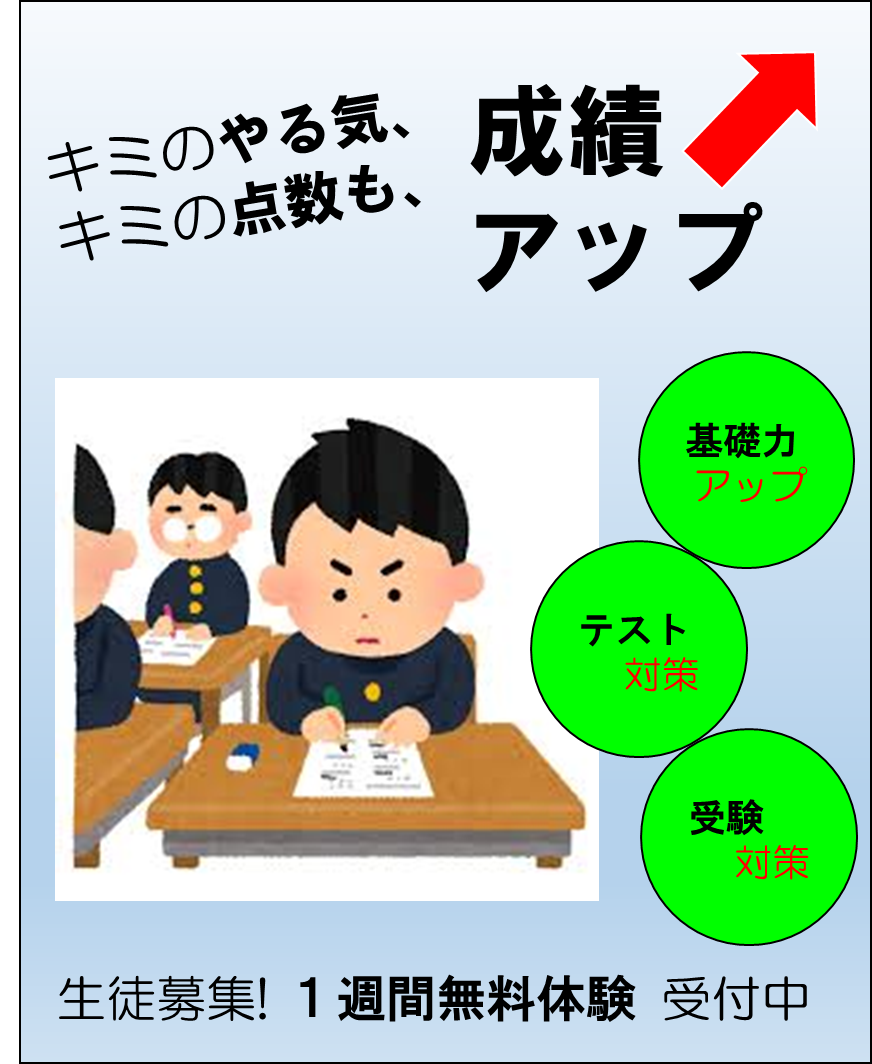 キミのやる気、
キミの点数も、
成績
アップ
基礎力
アップ
テスト
対策
受験
対策
生徒募集! １週間無料体験 受付中